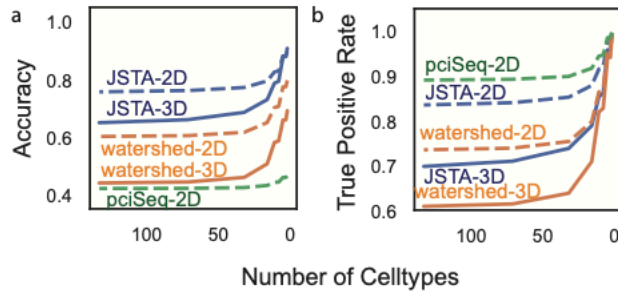 a
1.0
0.8
0.6
0.4
Accuracy
JSTA-2D
JSTA-3D
watershed-2D
watershed-3D
pciSeq-2D
100
50
0
b
1.0
0.9
0.8
0.7
0.6
True Positive Rate
pciSeq-2D
JSTA-2D
watershed-2D
JSTA-3D
watershed-3D
100
50
0
Number of Celltypes